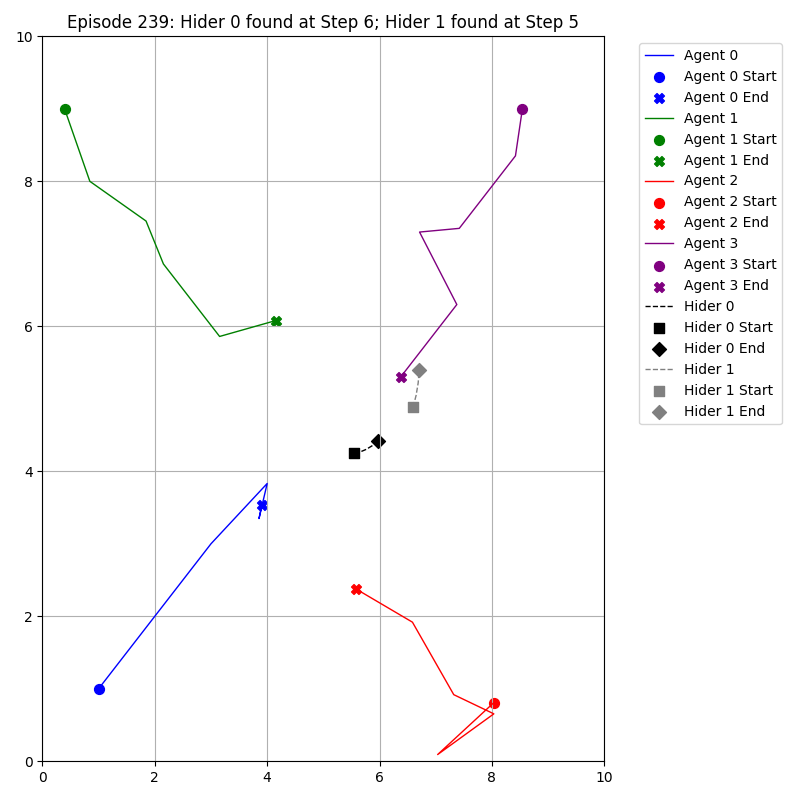 Episode 239: Hider 0 found at Step 6; Hider 1 found at Step 5
10
8
6
4
2
0
0 2 4 6 8 10
Agent 0
Agent 0 Start
Agent 0 End
Agent 1
Agent 1 Start
Agent 1 End
Agent 2
Agent 2 Start
Agent 2 End
Agent 3
Agent 3 Start
Agent 3 End
Hider 0
Hider 0 Start
Hider 0 End
Hider 1
Hider 1 Start
Hider 1 End